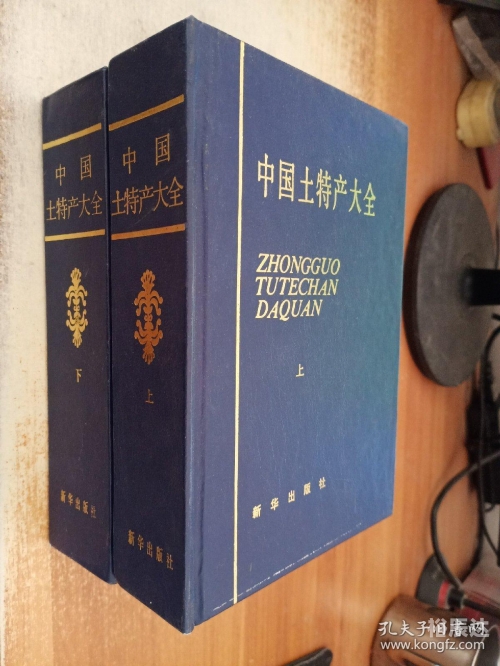 中国
土特产大全
下
新华出版社
中国
土特产大全
上
新华出版社
中国土特产大全
ZHONGGUO
TUTECHAN
DAQUAN
上
新华出版社
孔夫子旧书网
www.kongfz.com